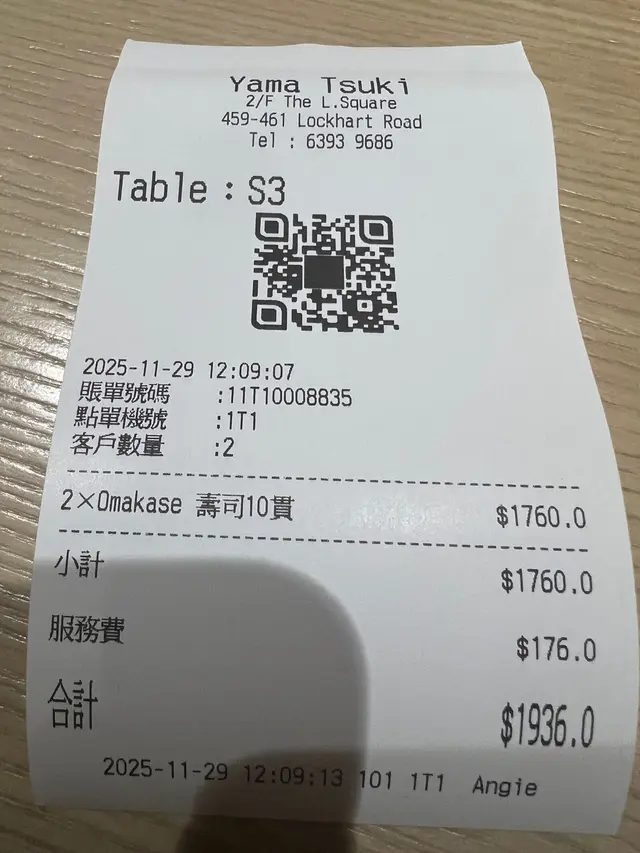 Yama Tsuki
2/F The L.Square
459-461 Lockhart Road
Tel : 6393 9686
Table : S3
2025-11-29 12:09:07
賬單號碼 :11T10008835
點單機號 :1T1
客戶數量 :2
2×Omakase 壽司10貫 $1760.0
小計 $1760.0
服務費 $176.0
合計 $1936.0
2025-11-29 12:09:13 101 1T1 Angie